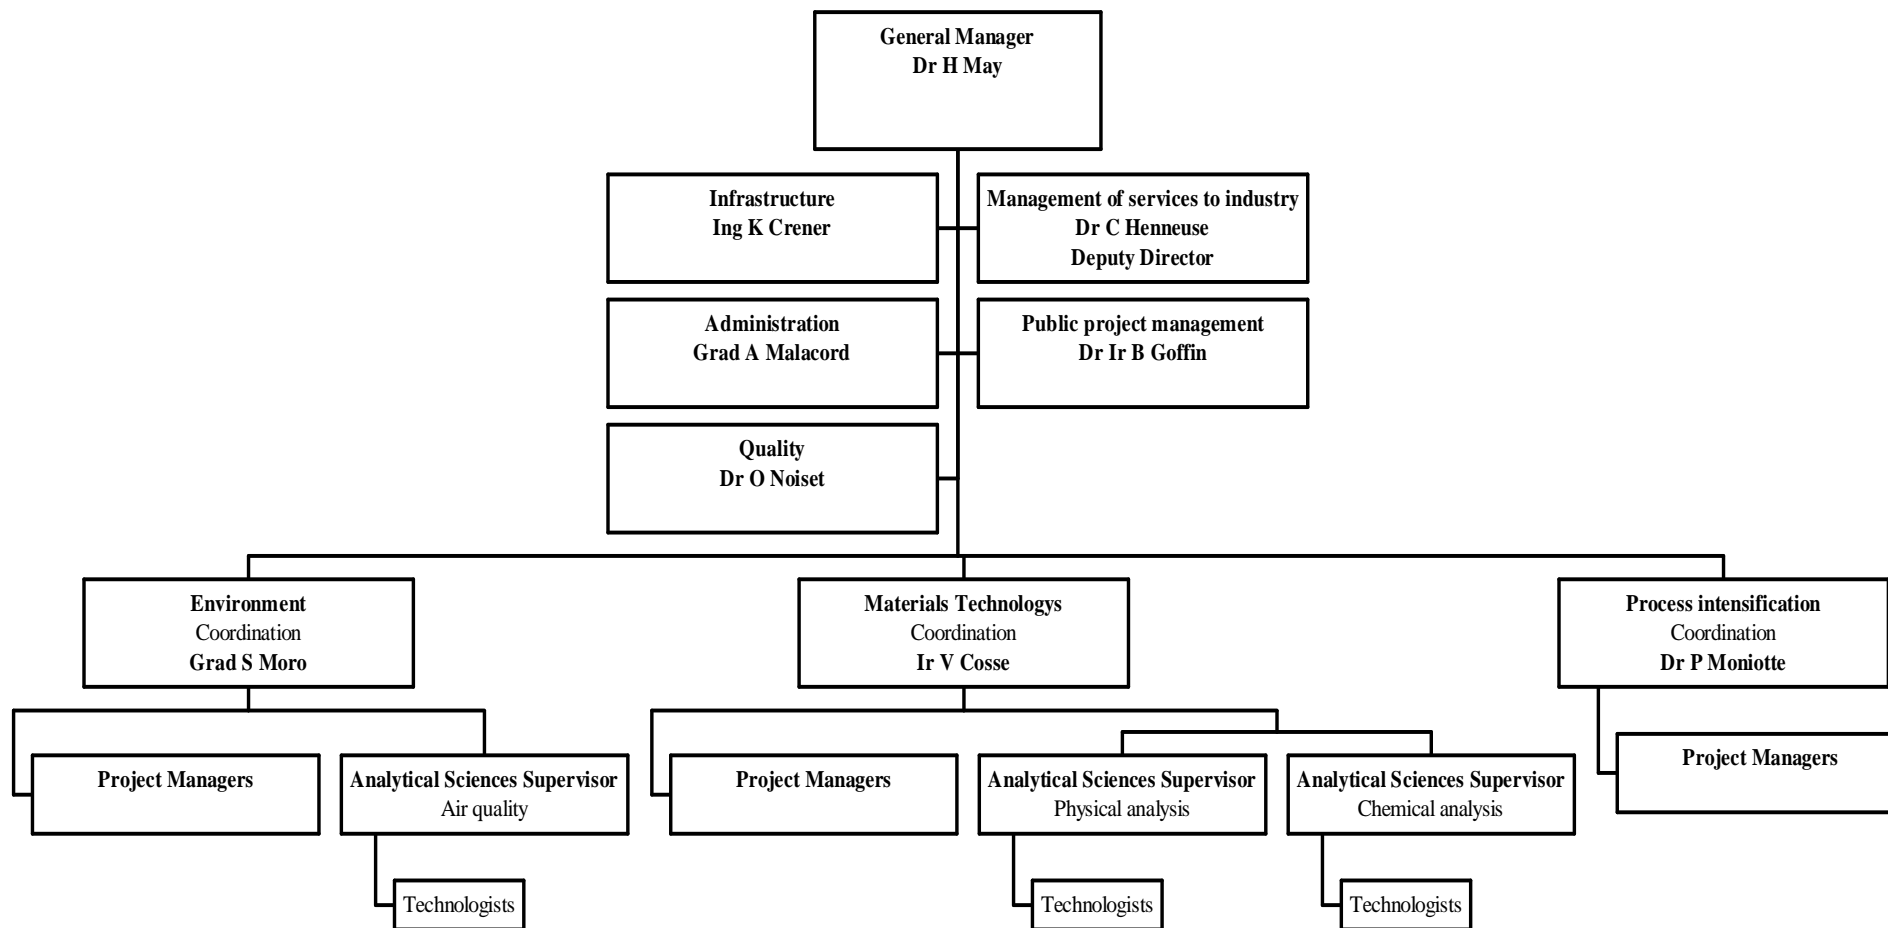 General Manager
Dr H May
Infrastructure
Ing K Crener
Management of services to industry
Dr C Henneuse
Deputy Director
Administration
Grad A Malacord
Public project management
Dr Ir B Goffin
Quality
Dr O Noiset
Environment
Coordination
Grad S Moro
Materials Technologys
Coordination
Ir V Cosse
Process intensification
Coordination
Dr P Moniotte
Project Managers
Analytical Sciences Supervisor
Air quality
Technologists
Project Managers
Analytical Sciences Supervisor
Physical analysis
Technologists
Analytical Sciences Supervisor
Chemical analysis
Technologists
Project Managers